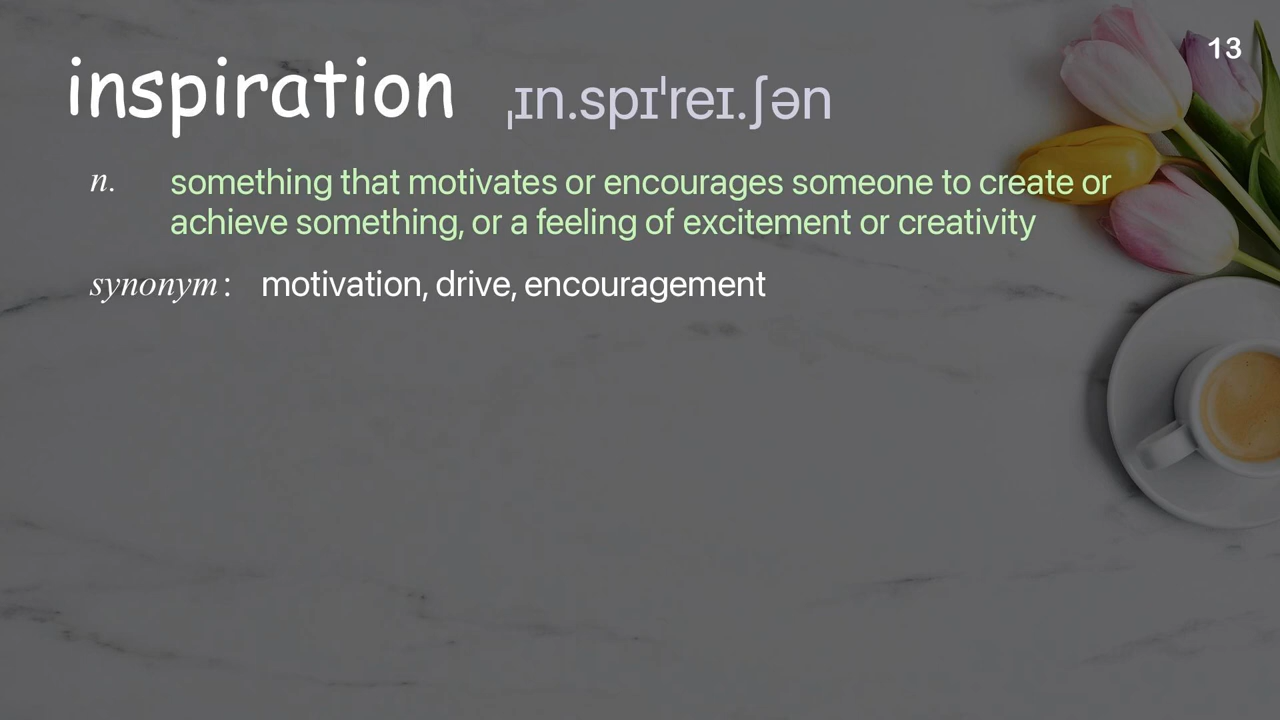 13
inspiration ˌɪn.spɪˈreɪ.ʃən
n. something that motivates or encourages someone to create or
achieve something, or a feeling of excitement or creativity
synonym : motivation, drive, encouragement